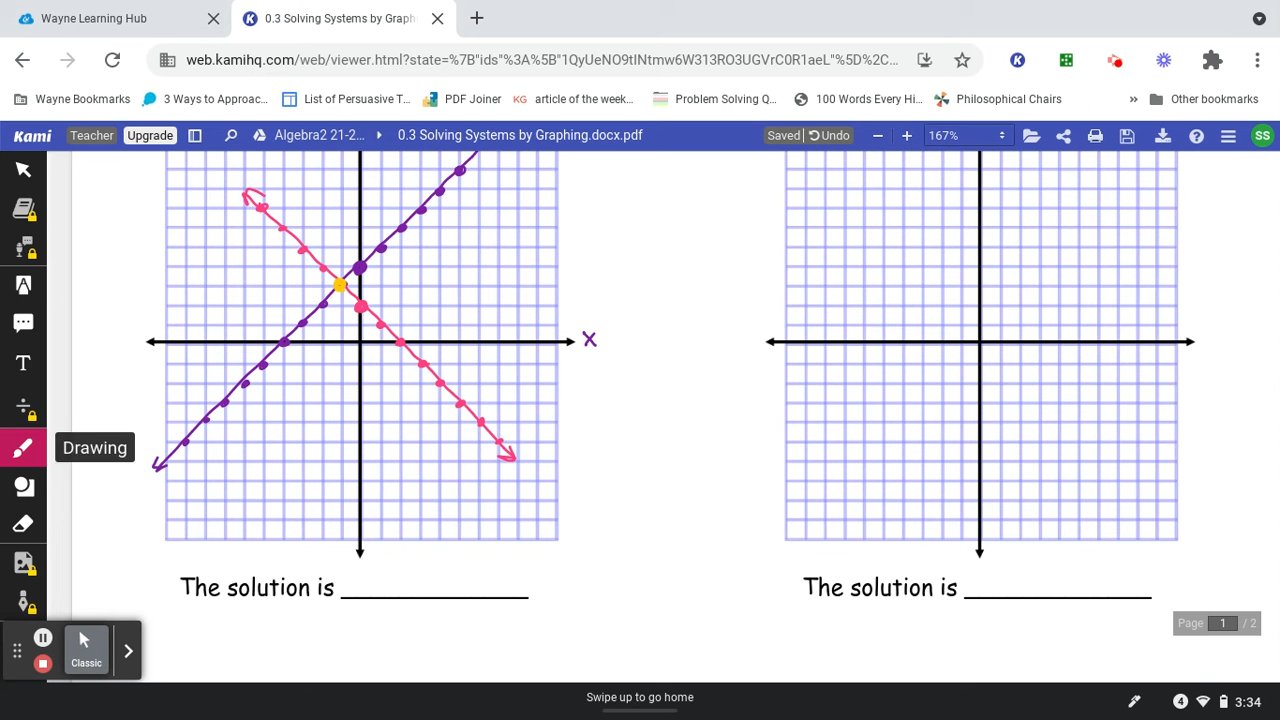 Wayne Learning Hub
0.3 Solving Systems by Graph
web.kamihq.com/web/viewer.html?state=%7B"ids"%3A%5B"1QyUeNO9tINtmw6W313RO3UGVrC0R1aeL"%5D%2C...
Wayne Bookmarks
3 Ways to Approac...
List of Persuasive T...
PDF Joiner
KG article of the week...
Problem Solving Q...
100 Words Every Hi...
Philosophical Chairs
»
Other bookmarks
Kami Teacher Upgrade
Algebra2 21-2...
0.3 Solving Systems by Graphing.docx.pdf
Saved Undo
167%
SS
x
Drawing
The solution is ______________
The solution is ______________
Page 1 / 2
Classic
Swipe up to go home
4 3:34